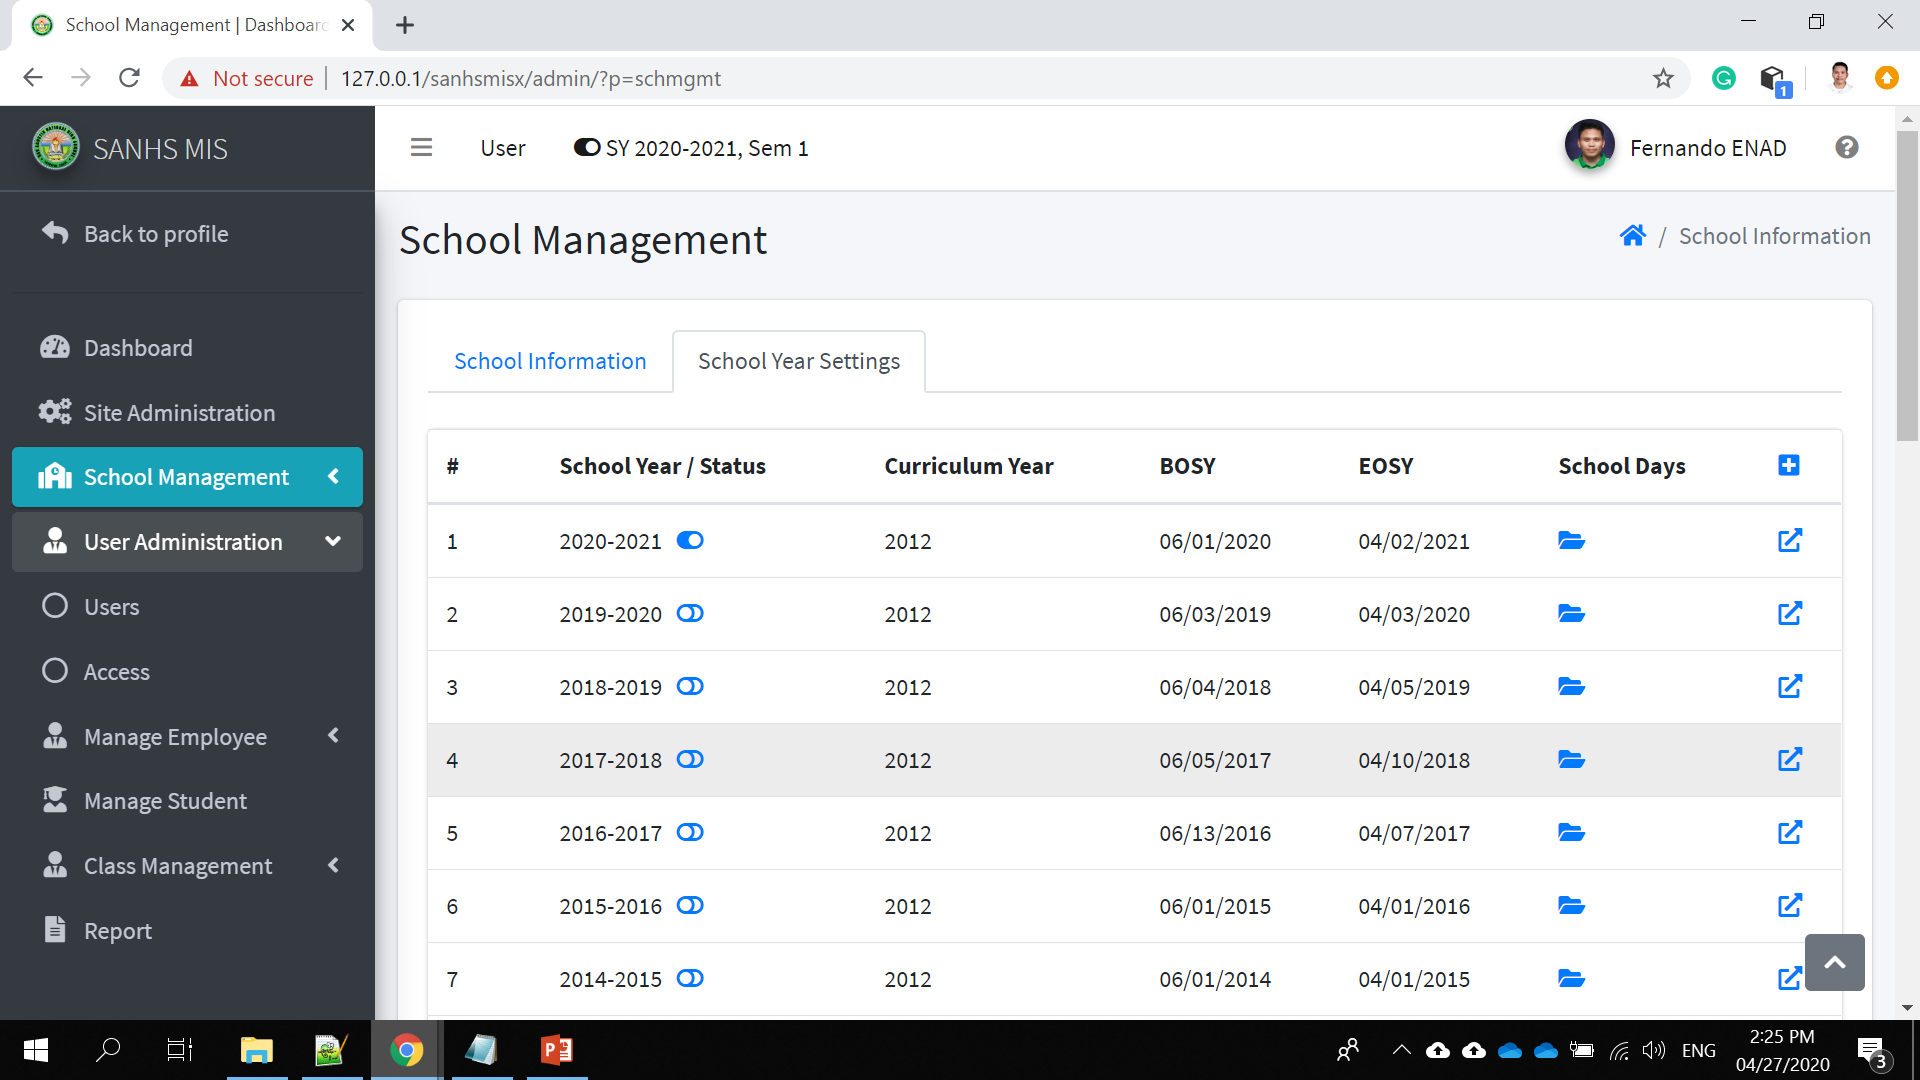 School Management | Dashboard
Not secure
127.0.0.1/sanhsmisx/admin/?p=schmgmt
1
SANHS MIS
User
SY 2020-2021, Sem 1
Fernando ENAD
Back to profile
Dashboard
Site Administration
School Management
User Administration
Users
Access
Manage Employee
Manage Student
Class Management
Report
School Management
/ School Information
School Information
School Year Settings
# School Year / Status Curriculum Year BOSY EOSY School Days
1 2020-2021 2012 06/01/2020 04/02/2021
2 2019-2020 2012 06/03/2019 04/03/2020
3 2018-2019 2012 06/04/2018 04/05/2019
4 2017-2018 2012 06/05/2017 04/10/2018
5 2016-2017 2012 06/13/2016 04/07/2017
6 2015-2016 2012 06/01/2015 04/01/2016
7 2014-2015 2012 06/01/2014 04/01/2015
ENG
2:25 PM
04/27/2020
3